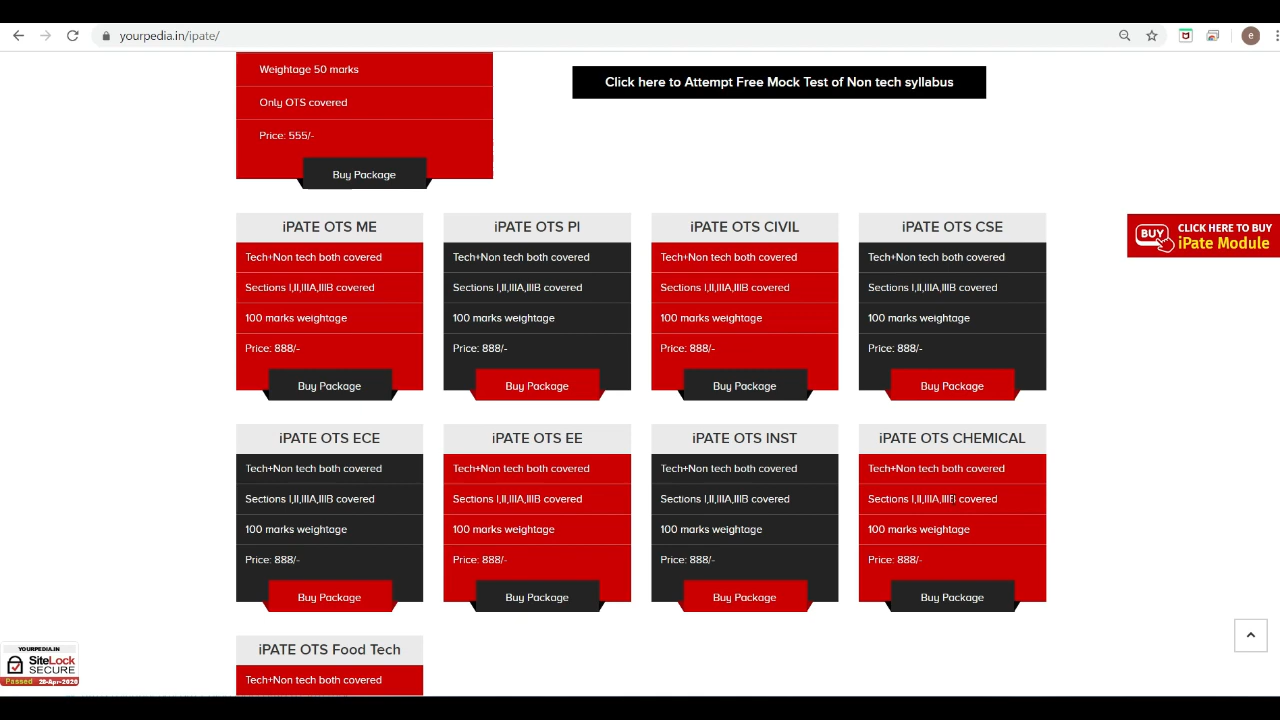 yourpedia.in/ipate/
e
Weightage 50 marks
Only OTS covered
Price: 555/-
Buy Package
Click here to Attempt Free Mock Test of Non tech syllabus
BUY
CLICK HERE TO BUY
iPate Module
iPATE OTS ME
Tech+Non tech both covered
Sections I,II,IIIA,IIIB covered
100 marks weightage
Price: 888/-
Buy Package
iPATE OTS PI
Tech+Non tech both covered
Sections I,II,IIIA,IIIB covered
100 marks weightage
Price: 888/-
Buy Package
iPATE OTS CIVIL
Tech+Non tech both covered
Sections I,II,IIIA,IIIB covered
100 marks weightage
Price: 888/-
Buy Package
iPATE OTS CSE
Tech+Non tech both covered
Sections I,II,IIIA,IIIB covered
100 marks weightage
Price: 888/-
Buy Package
iPATE OTS ECE
Tech+Non tech both covered
Sections I,II,IIIA,IIIB covered
100 marks weightage
Price: 888/-
Buy Package
iPATE OTS EE
Tech+Non tech both covered
Sections I,II,IIIA,IIIB covered
100 marks weightage
Price: 888/-
Buy Package
iPATE OTS INST
Tech+Non tech both covered
Sections I,II,IIIA,IIIB covered
100 marks weightage
Price: 888/-
Buy Package
iPATE OTS CHEMICAL
Tech+Non tech both covered
Sections I,II,IIIA,IIIB covered
100 marks weightage
Price: 888/-
Buy Package
iPATE OTS Food Tech
Tech+Non tech both covered
YOURPEDIA.IN
SiteLock
SECURE
Passed 28-Apr-2020